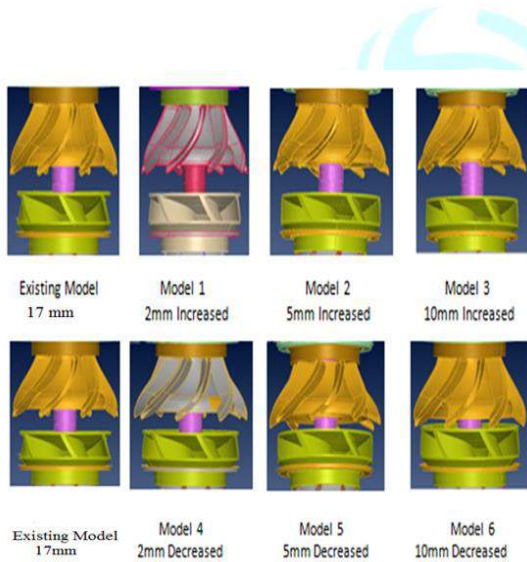 Existing Model
17 mm
Model 1
2mm Increased
Model 2
5mm Increased
Model 3
10mm Increased
Existing Model
17mm
Model 4
2mm Decreased
Model 5
5mm Decreased
Model 6
10mm Decreased